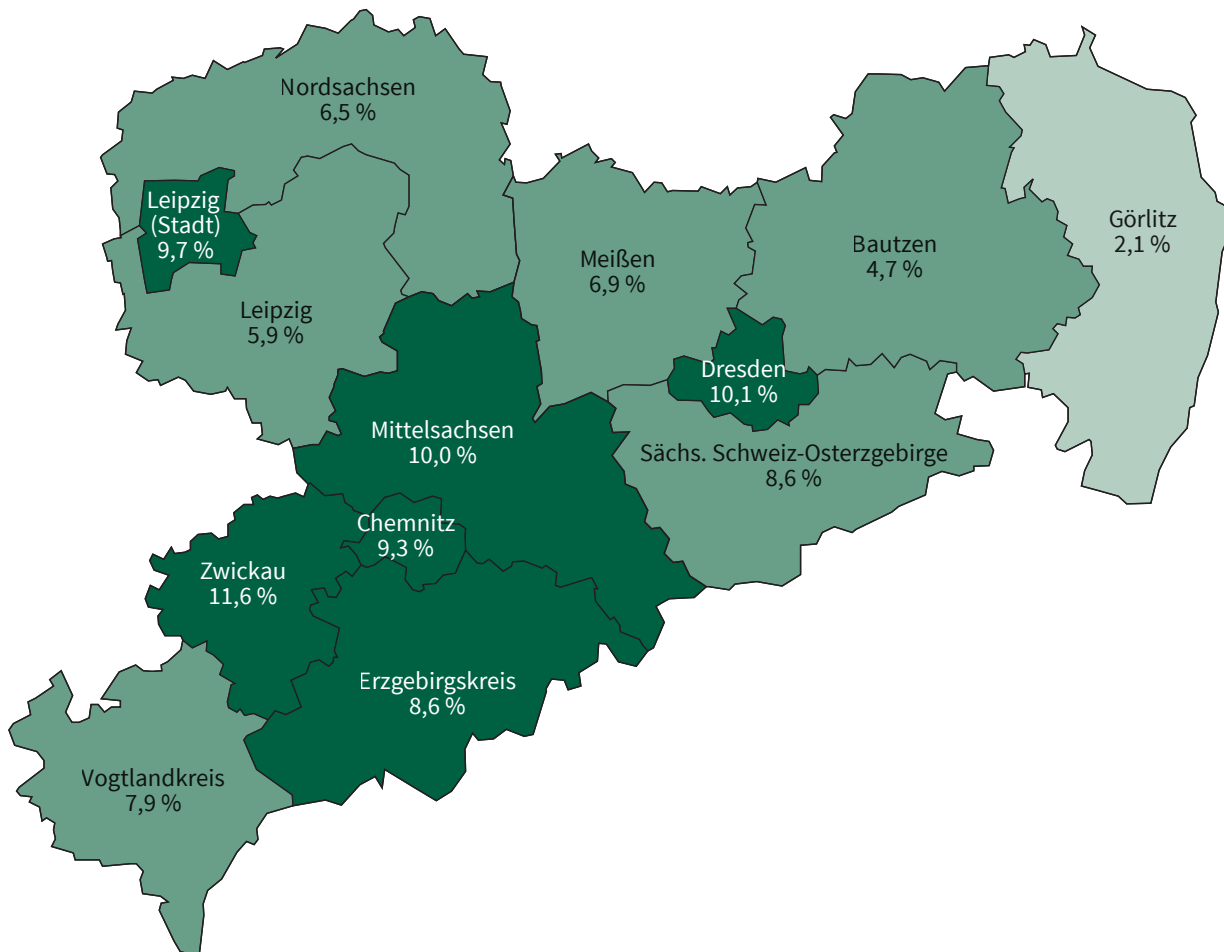 Nordsachsen
6,5 %
Leipzig
(Stadt)
9,7 %
Leipzig
5,9 %
Meißen
6,9 %
Bautzen
4,7 %
Görlitz
2,1 %
Dresden
10,1 %
Mittelsachsen
10,0 %
Sächs. Schweiz-Osterzgebirge
8,6 %
Chemnitz
9,3 %
Zwickau
11,6 %
Erzgebirgskreis
8,6 %
Vogtlandkreis
7,9 %